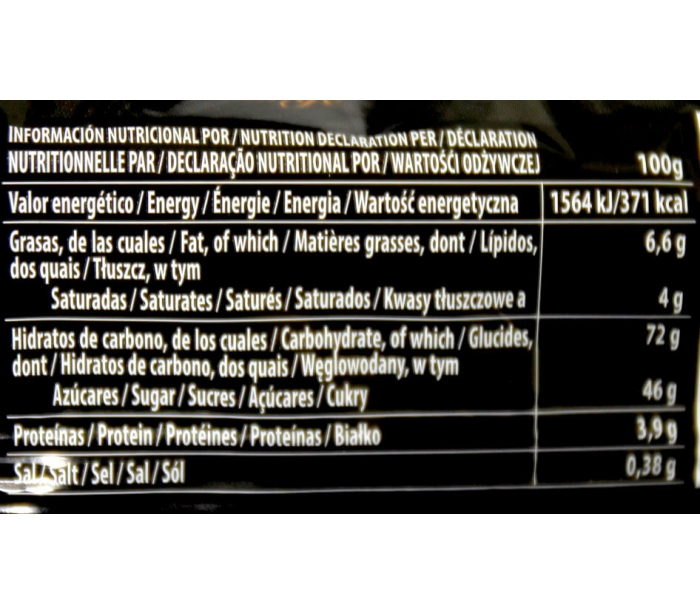 INFORMACIÓN NUTRICIONAL POR / NUTRITION DECLARATION PER / DÉCLARATION
NUTRITIONNELLE PAR / DECLARAÇÃO NUTRITIONAL POR / WARTOŚĆI ODŻYWCZEJ 100g
Valor energético / Energy / Énergie / Energia / Wartość energetyczna 1564 kJ/371 kcal
Grasas, de las cuales / Fat, of which / Matières grasses, dont / Lípidos, 6,6 g
dos quais / Tłuszcz, w tym
Saturadas / Saturates / Saturés / Saturados / Kwasy tłuszczowe a 4 g
Hidratos de carbono, de los cuales / Carbohydrate, of which / Glucides, 72 g
dont / Hidratos de carbono, dos quais / Węglowodany, w tym
Azúcares / Sugar / Sucres / Açúcares / Cukry 46 g
Proteínas / Protein / Protéines / Proteínas / Białko 3,9 g
Sal / Salt / Sel / Sal / Sól 0,38 g